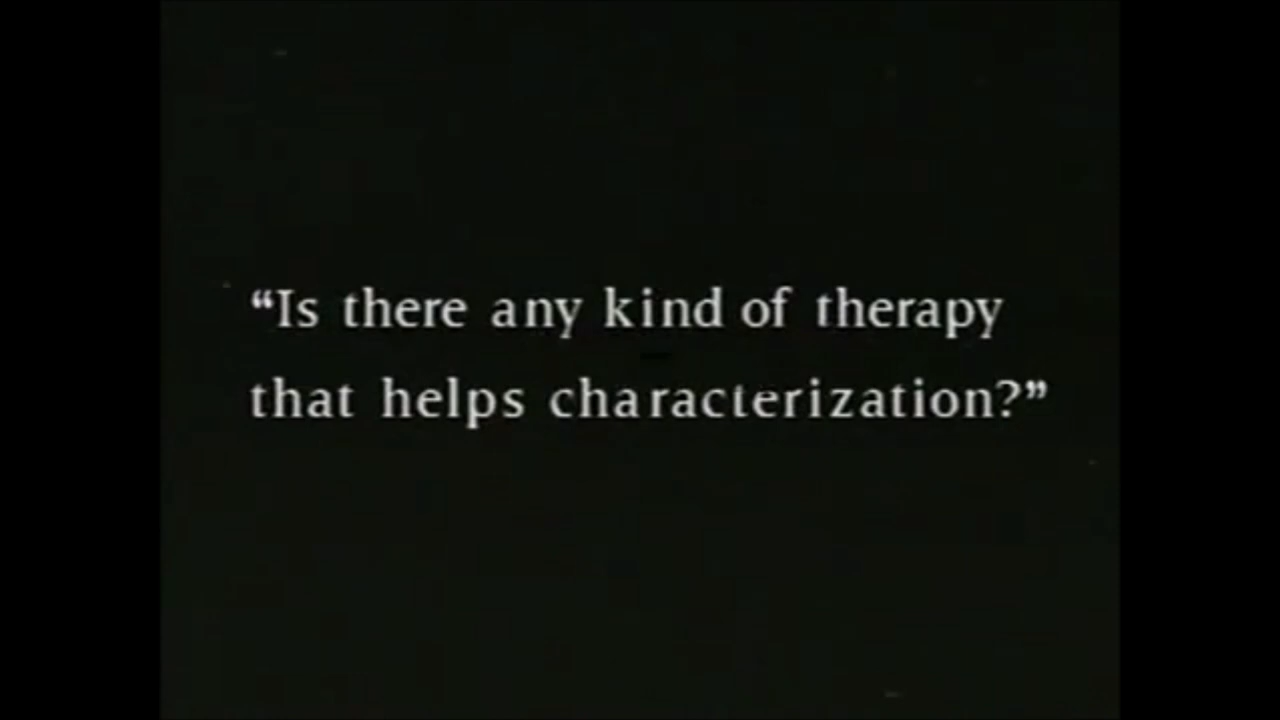 “Is there any kind of therapy
that helps characterization?”